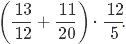 (13/12 + 11/20) · 12/5.